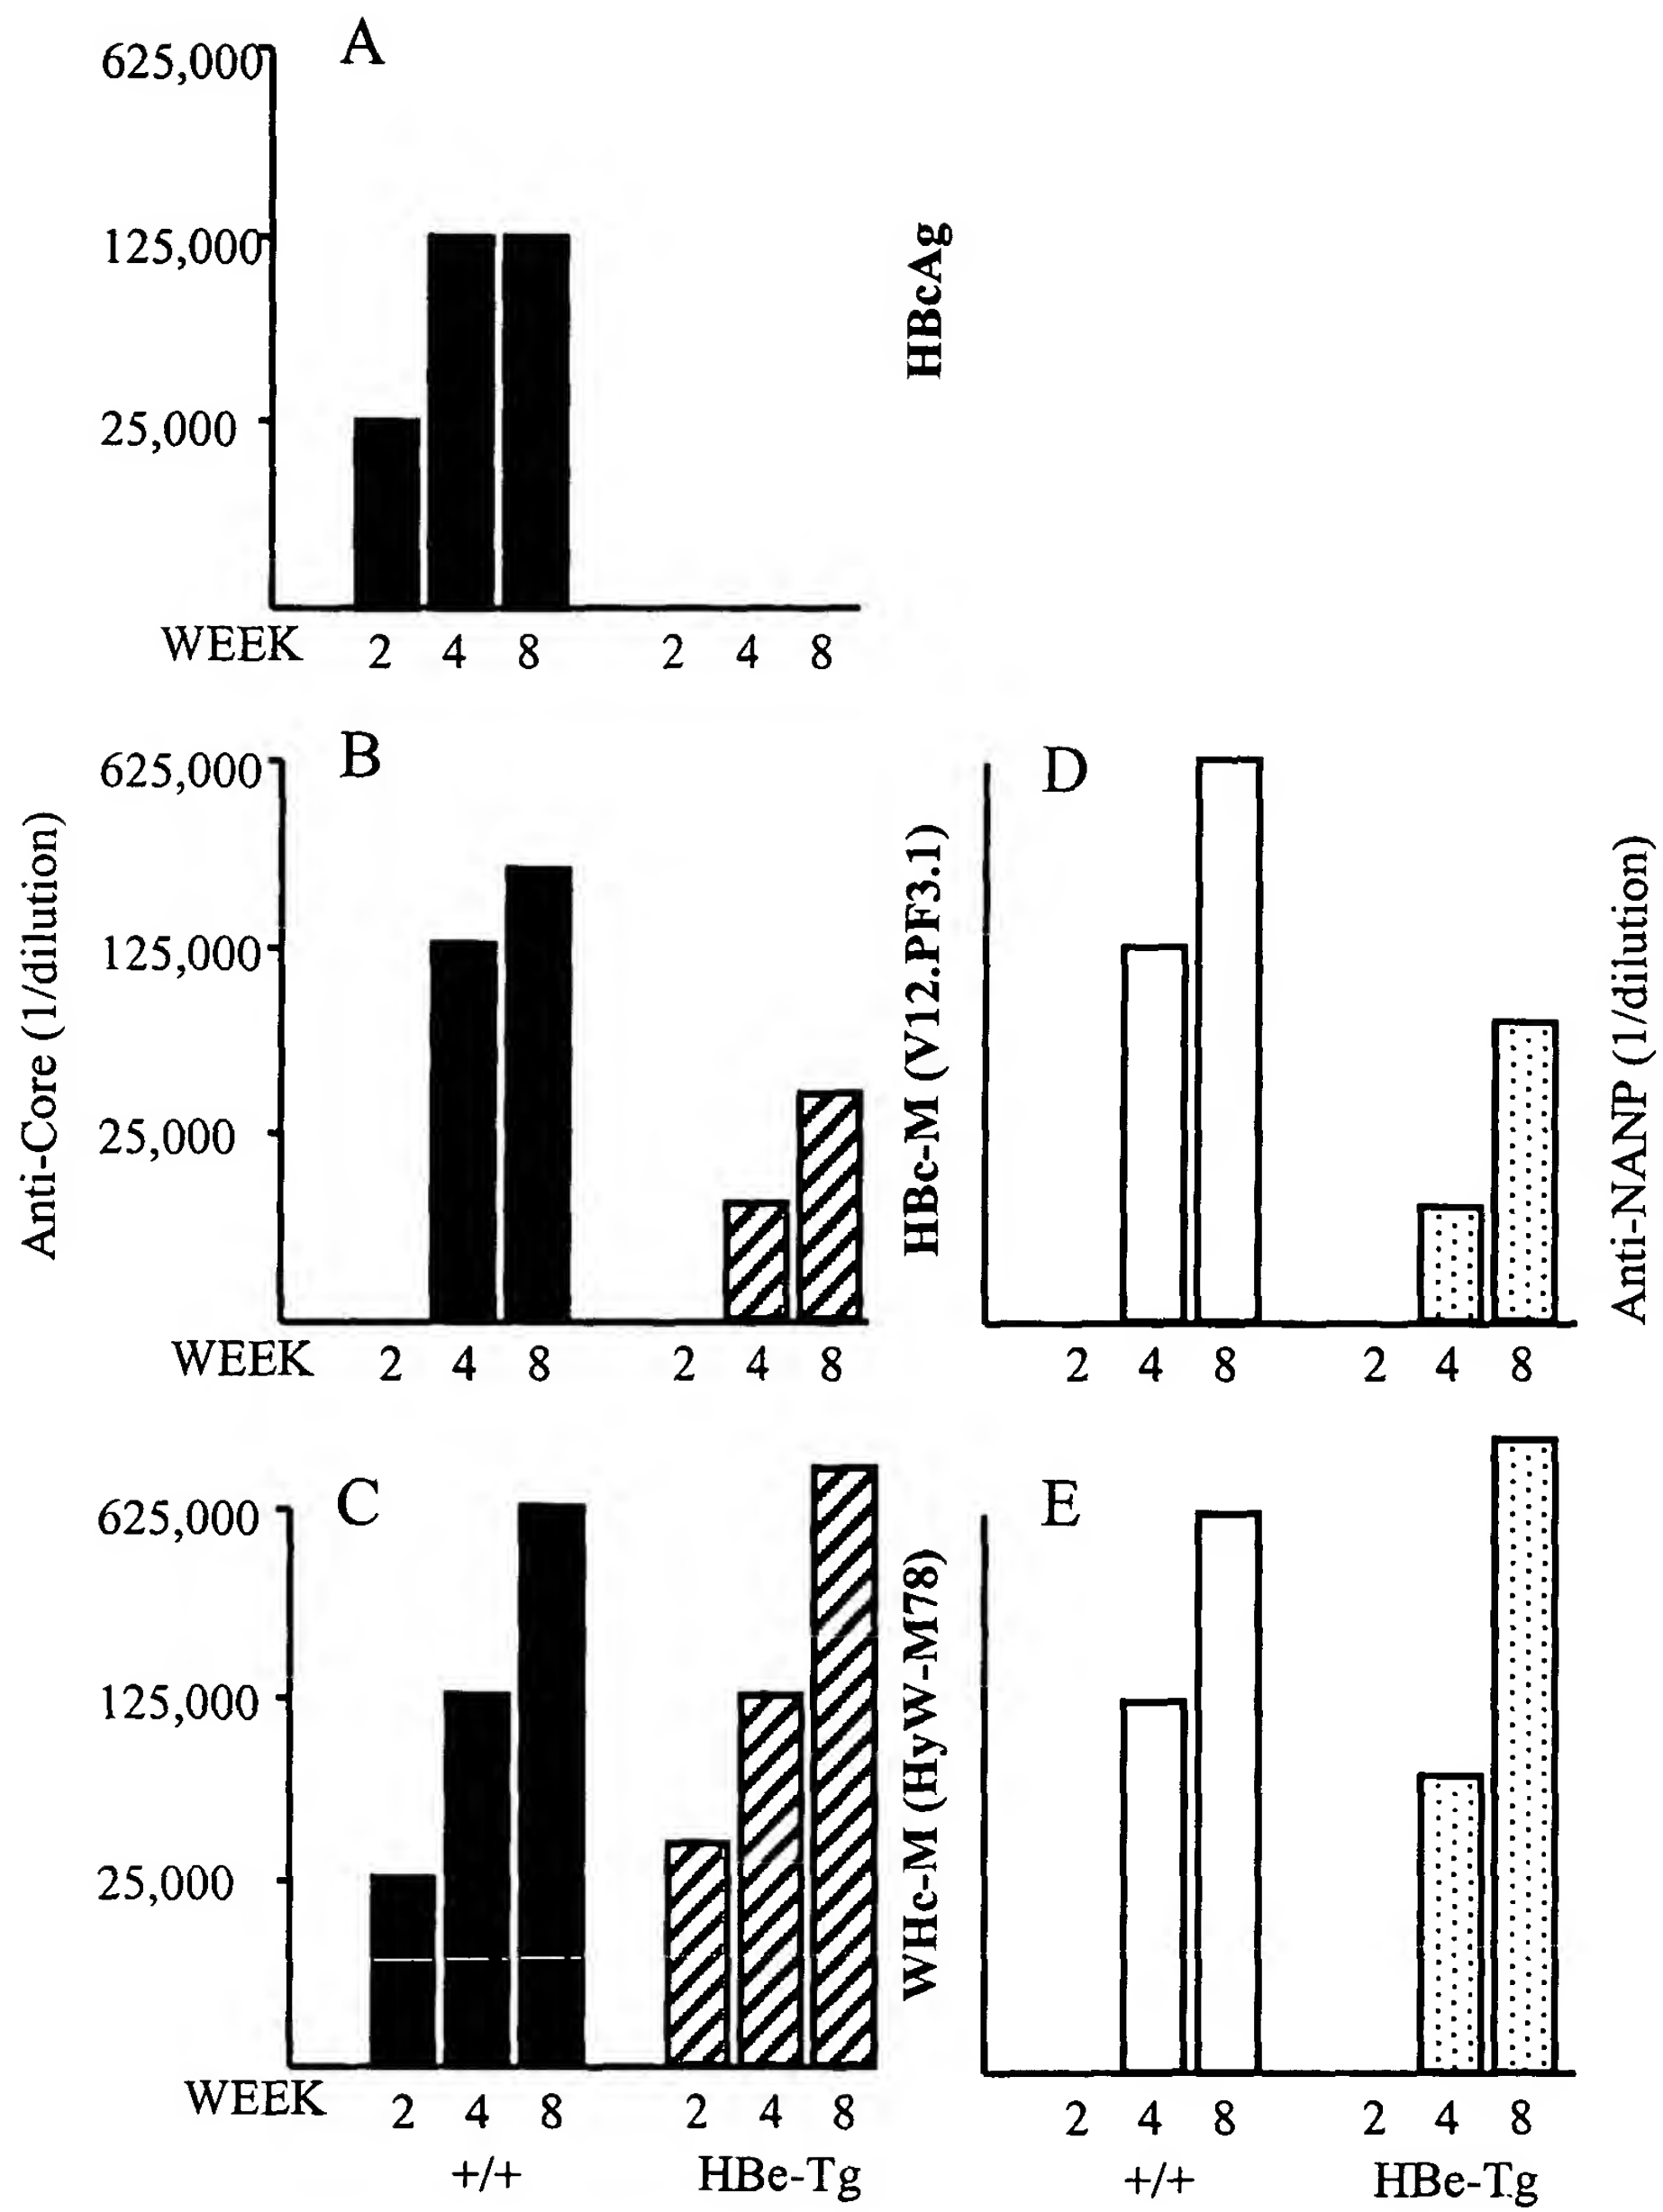 A
625,000
125,000
25,000
HBcAg
WEEK 2 4 8 2 4 8
Anti-Core (1/dilution)
B
625,000
125,000
25,000
WEEK 2 4 8 2 4 8
HBc-M (V12.PF3.1)
D
2 4 8 2 4 8
Anti-NANP (1/dilution)
C
625,000
125,000
25,000
WEEK 2 4 8 2 4 8
+/+ HBe-Tg
WHc-M (HyW-M78)
E
2 4 8 2 4 8
+/+ HBe-Tg